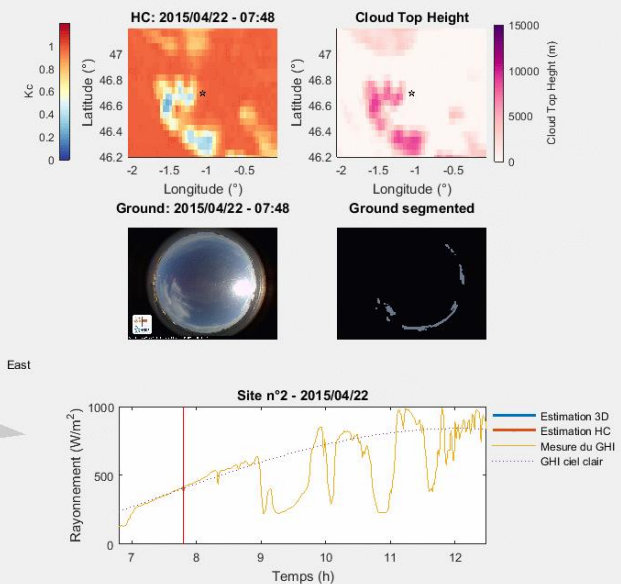 HC: 2015/04/22 - 07:48
Cloud Top Height
Kc
1
0.8
0.6
0.4
0.2
0
Latitude (°)
47
46.8
46.6
46.4
46.2
-2 -1.5 -1 -0.5
Longitude (°)
Latitude (°)
47
46.8
46.6
46.4
46.2
-2 -1.5 -1 -0.5
Longitude (°)
15000
10000
5000
0
Cloud Top Heght (m)
Ground: 2015/04/22 - 07:48
Ground segmented
East
Site n°2 - 2015/04/22
Rayonnement (W/m²)
1000
500
0
7 8 9 10 11 12
Temps (h)
Estimation 3D
Estimation HC
Mesure du GHI
GHI ciel clair